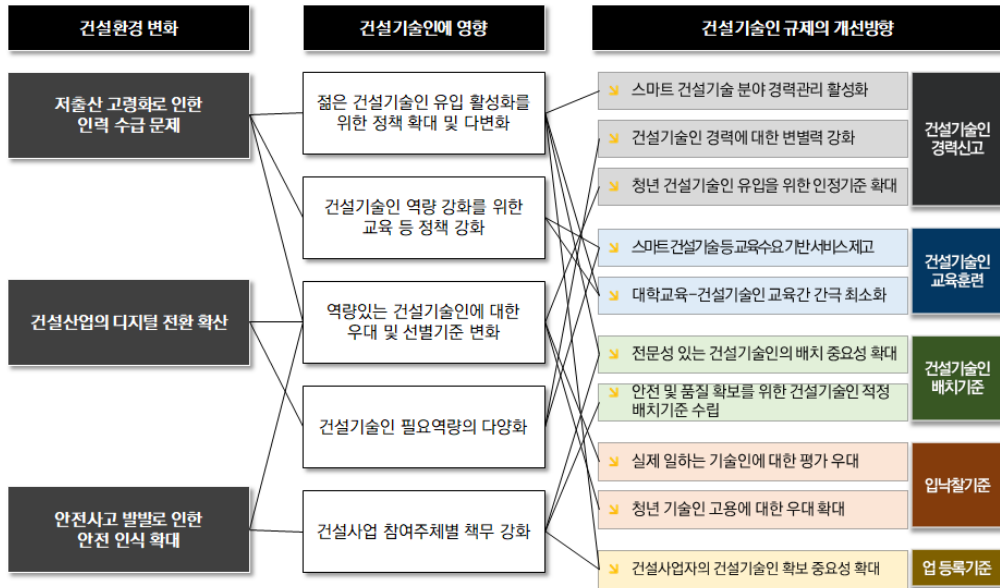 건설환경 변화
건설기술인에 영향
건설기술인 규제의 개선방향
저출산 고령화로 인한
인력 수급 문제
건설산업의 디지털 전환 확산
안전사고 발발로 인한
안전 인식 확대
젊은 건설기술인 유입 활성화를
위한 정책 확대 및 다변화
건설기술인 역량 강화를 위한
교육 등 정책 강화
역량있는 건설기술인에 대한
우대 및 선별기준 변화
건설기술인 필요역량의 다양화
건설사업 참여주체별 책무 강화
스마트 건설기술 분야 경력관리 활성화
건설기술인 경력에 대한 변별력 강화
청년 건설기술인 유입을 위한 인정기준 확대
건설기술인
경력신고
스마트 건설기술 등 교육수요 기반 서비스 제고
대학교육-건설기술인 교육간 간극 최소화
건설기술인
교육훈련
전문성 있는 건설기술인의 배치 중요성 확대
안전 및 품질 확보를 위한 건설기술인 적정
배치기준 수립
건설기술인
배치기준
실제 일하는 기술인에 대한 평가 우대
청년 기술인 고용에 대한 우대 확대
입낙찰기준
건설사업자의 건설기술인 확보 중요성 확대
업 등록기준